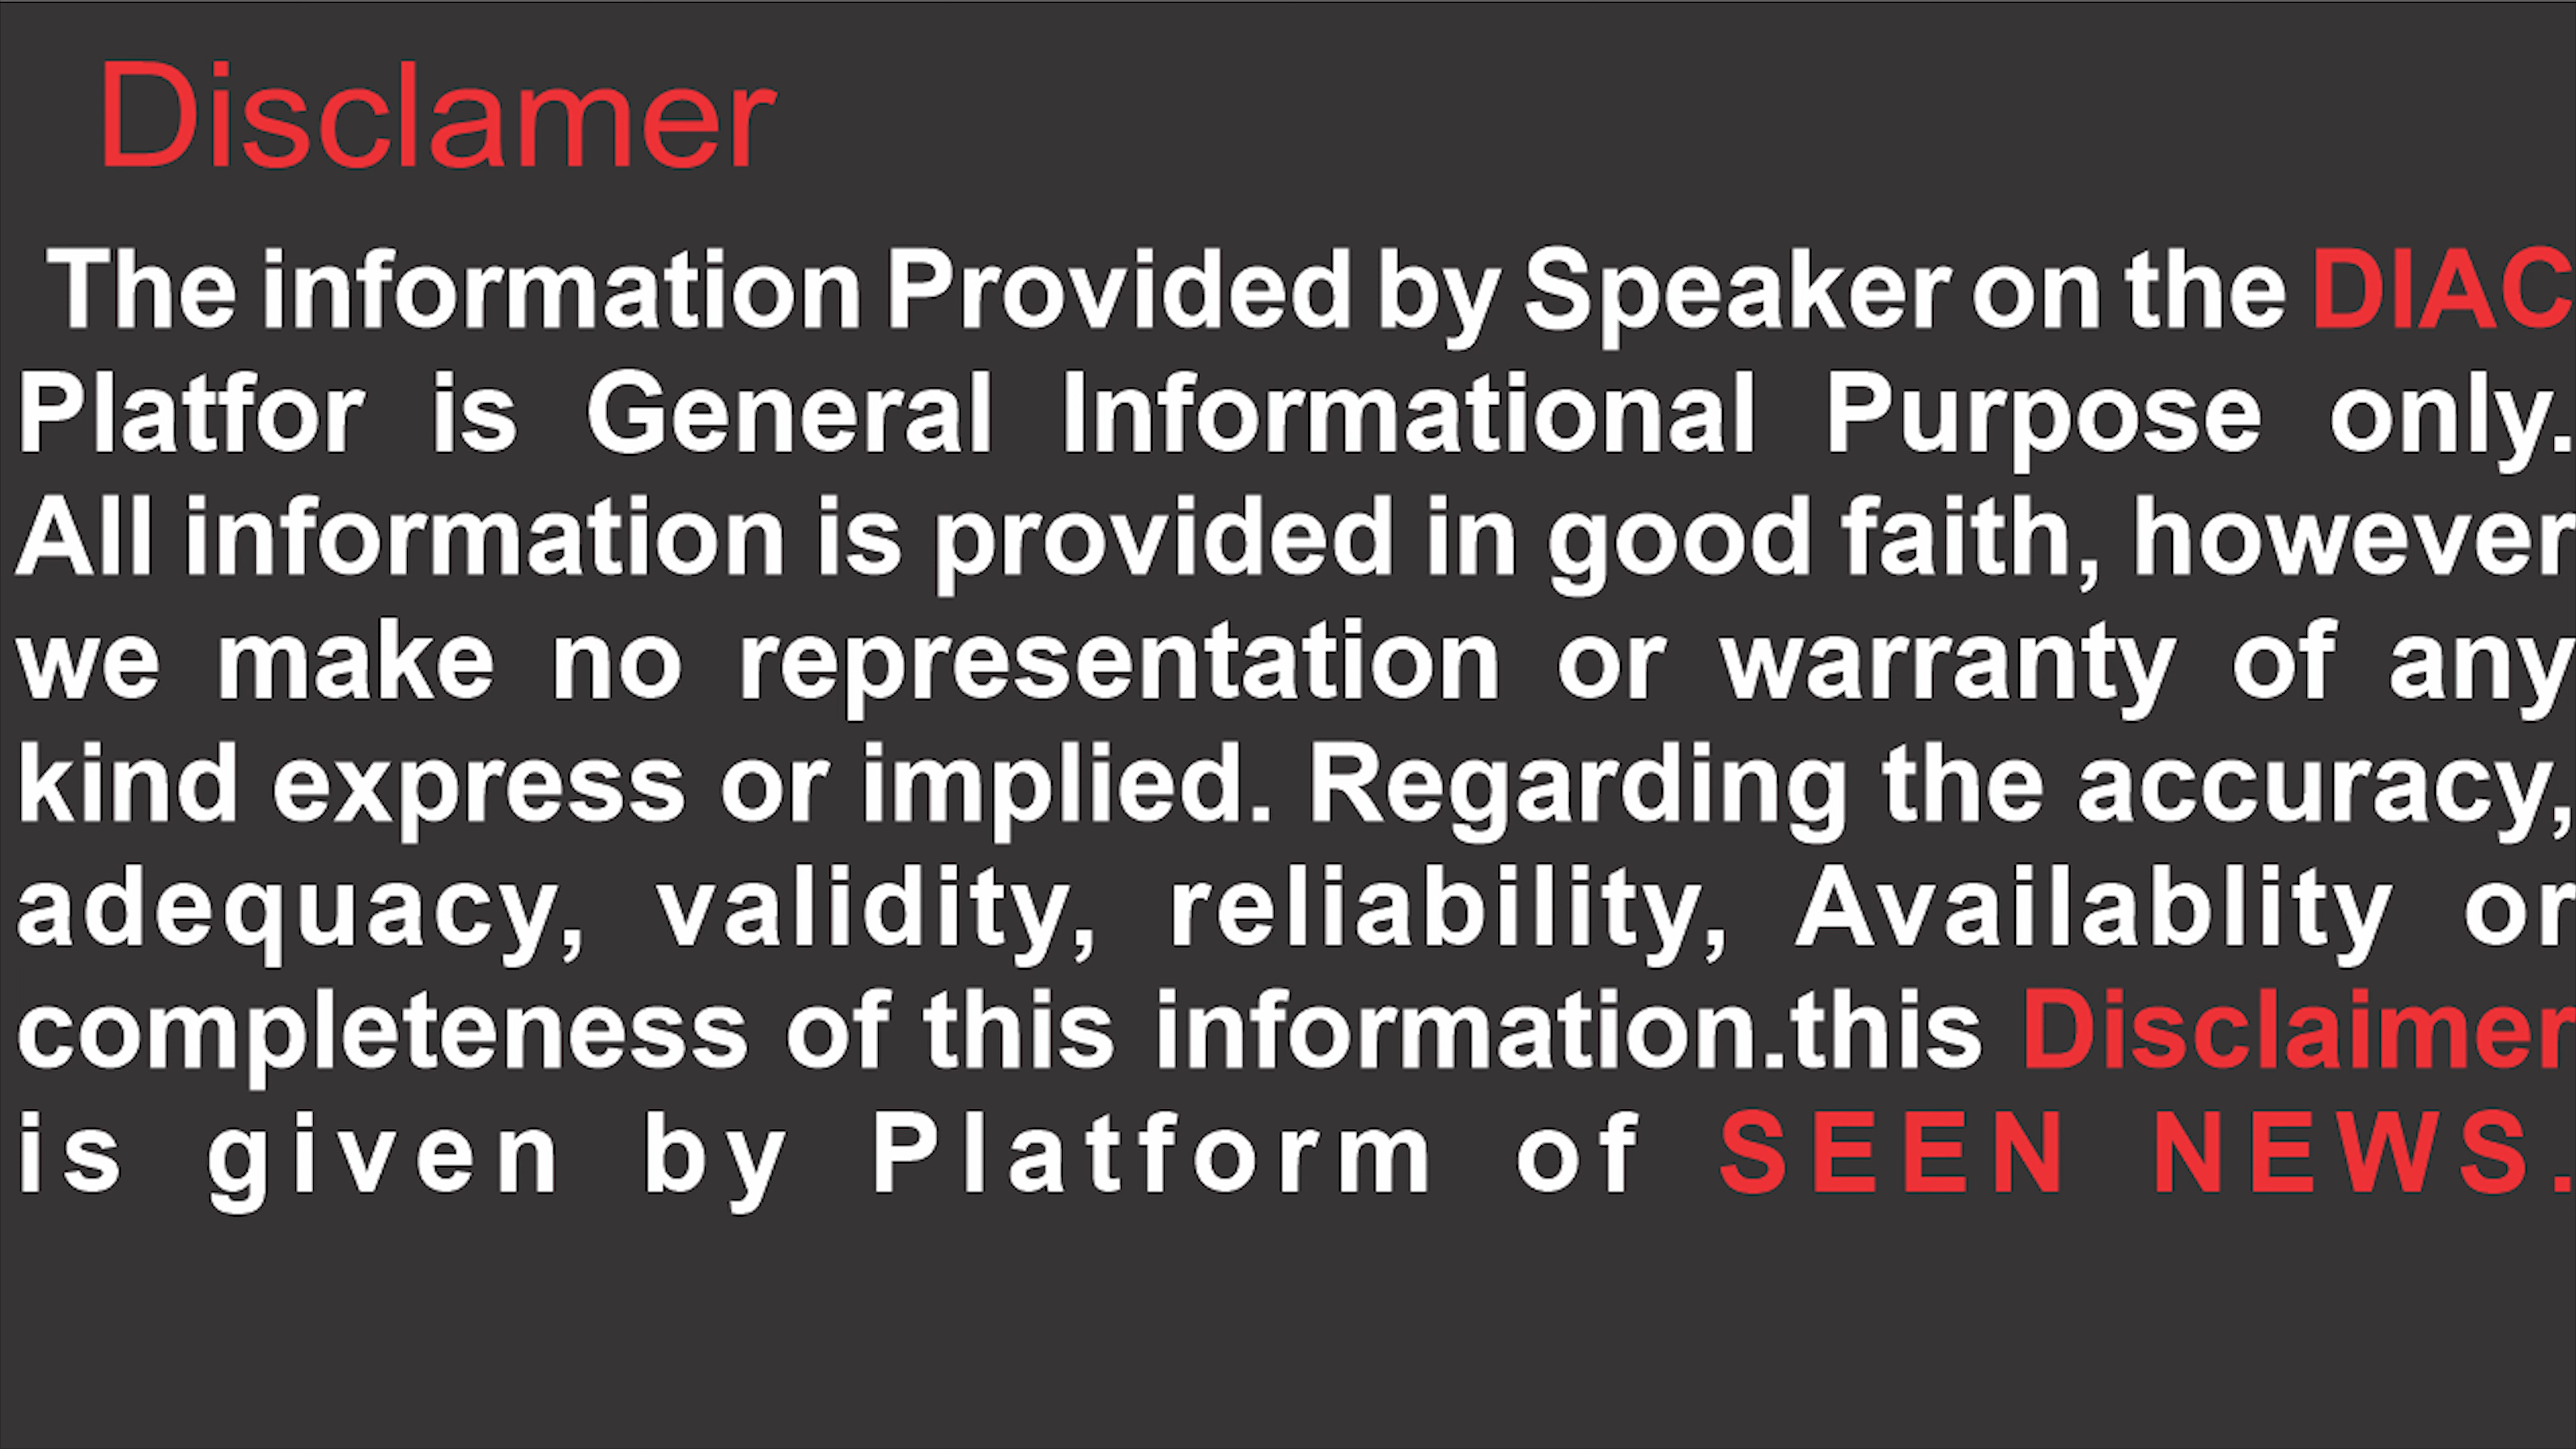 Disclamer
The information Provided by Speaker on the DIAC
Platfor is General Informational Purpose only.
All information is provided in good faith, however
we make no representation or warranty of any
kind express or implied. Regarding the accuracy,
adequacy, validity, reliability, Availablity or
completeness of this information.this Disclaimer
is given by Platform of SEEN NEWS.